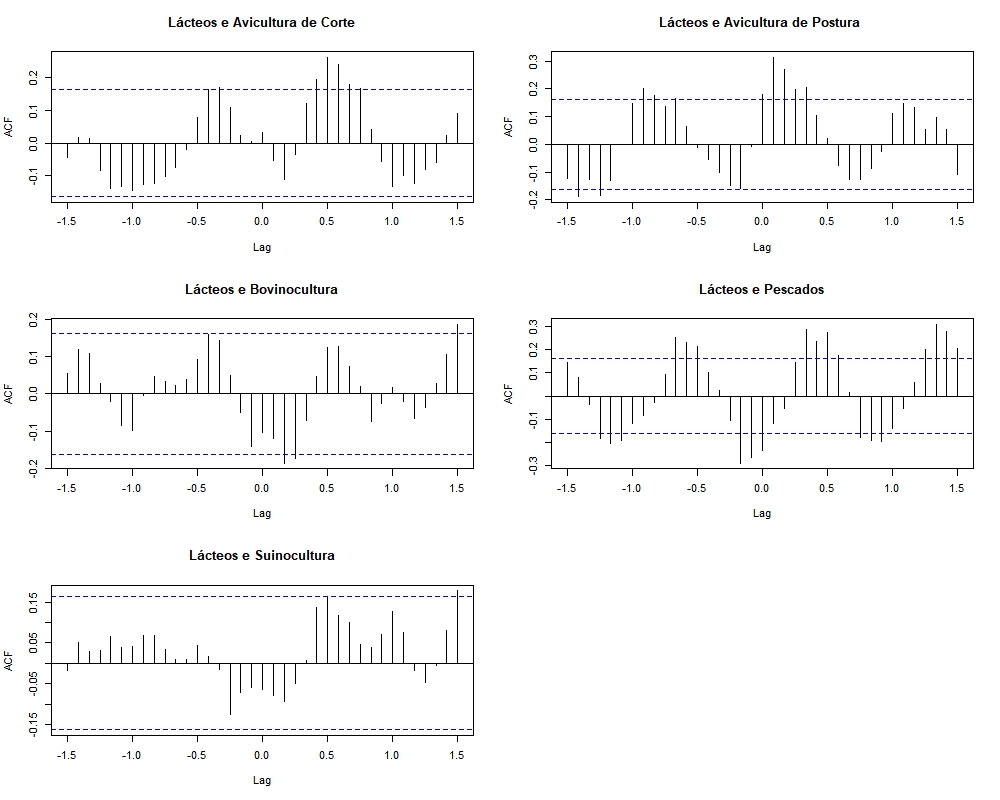 Lácteos e Avicultura de Corte
ACF
0.2
0.1
0.0
-0.1
-1.5 -1.0 -0.5 0.0 0.5 1.0 1.5
Lag
Lácteos e Avicultura de Postura
ACF
0.3
0.2
0.1
0.0
-0.1
-0.2
-1.5 -1.0 -0.5 0.0 0.5 1.0 1.5
Lag
Lácteos e Bovinocultura
ACF
0.2
0.1
0.0
-0.1
-0.2
-1.5 -1.0 -0.5 0.0 0.5 1.0 1.5
Lag
Lácteos e Pescados
ACF
0.3
0.2
0.1
-0.1
-0.3
-1.5 -1.0 -0.5 0.0 0.5 1.0 1.5
Lag
Lácteos e Suinocultura
ACF
0.15
0.05
-0.05
-0.15
-1.5 -1.0 -0.5 0.0 0.5 1.0 1.5
Lag